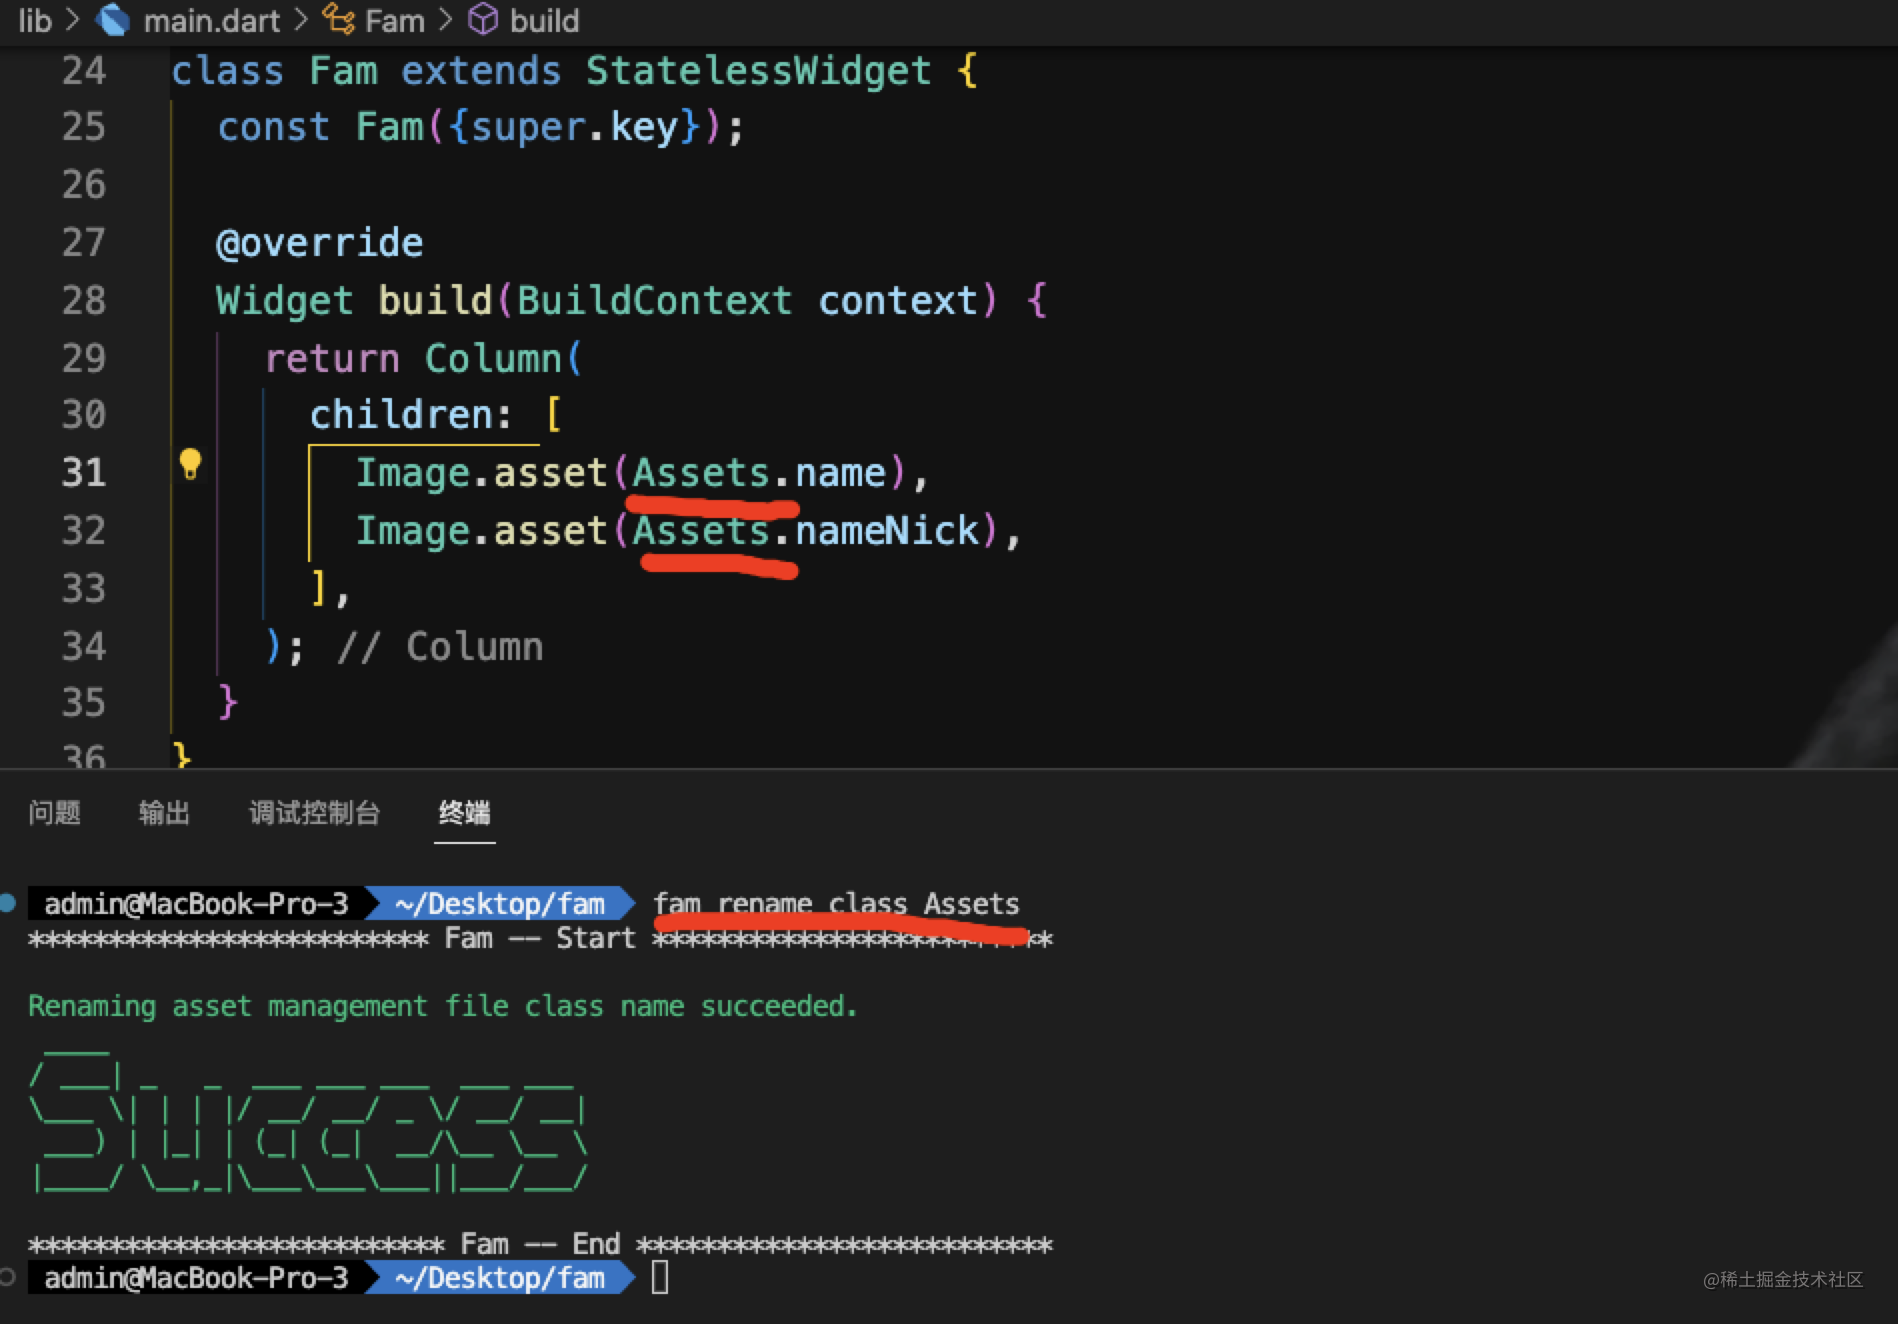 lib > main.dart > Fam > build
24 class Fam extends StatelessWidget {
25 const Fam({super.key});
26
27 @override
28 Widget build(BuildContext context) {
29 return Column(
30 children: [
31 Image.asset(Assets.name),
32 Image.asset(Assets.nameNick),
33 ],
34 ); // Column
35 }
36 }
问题 输出 调试控制台 终端
admin@MacBook-Pro-3 ~/Desktop/fam fam rename class Assets
************************* Fam -- Start *************************
Renaming asset management file class name succeeded.
Success
************************** Fam -- End **************************
admin@MacBook-Pro-3 ~/Desktop/fam
@稀土掘金技术社区